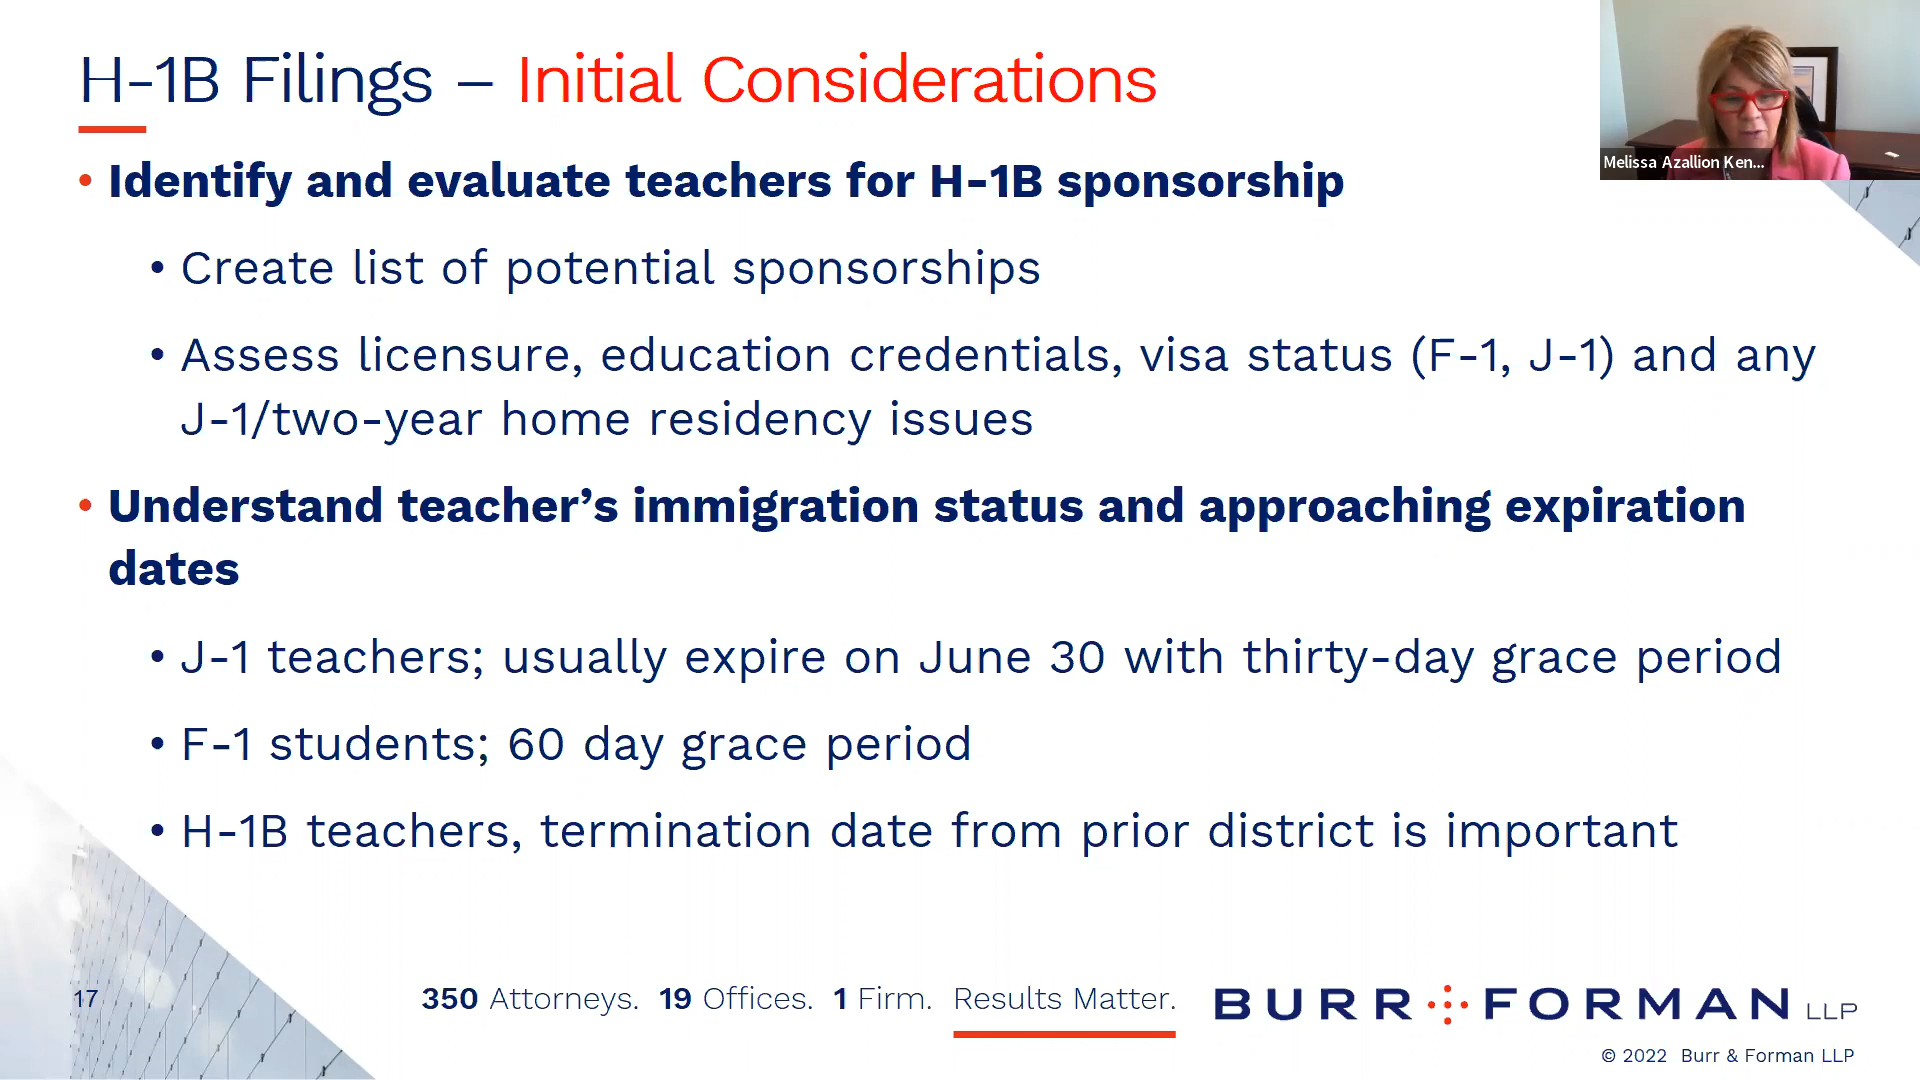 H-1B Filings – Initial Considerations
• Identify and evaluate teachers for H-1B sponsorship
• Create list of potential sponsorships
• Assess licensure, education credentials, visa status (F-1, J-1) and any
J-1/two-year home residency issues
• Understand teacher’s immigration status and approaching expiration
dates
• J-1 teachers; usually expire on June 30 with thirty-day grace period
• F-1 students; 60 day grace period
• H-1B teachers, termination date from prior district is important
Melissa Azallion Ken...
17
350 Attorneys. 19 Offices. 1 Firm. Results Matter.
BURR FORMAN LLP
© 2022 Burr & Forman LLP